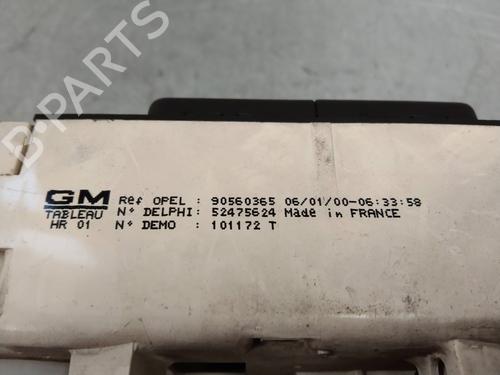 B-PARTS
GM
TABLEAU
HR 01
Ref OPEL : 90560365 06/01/00-06:33:58
N° DELPHI: 52475624 Made in FRANCE
N° DEMO : 101172 T